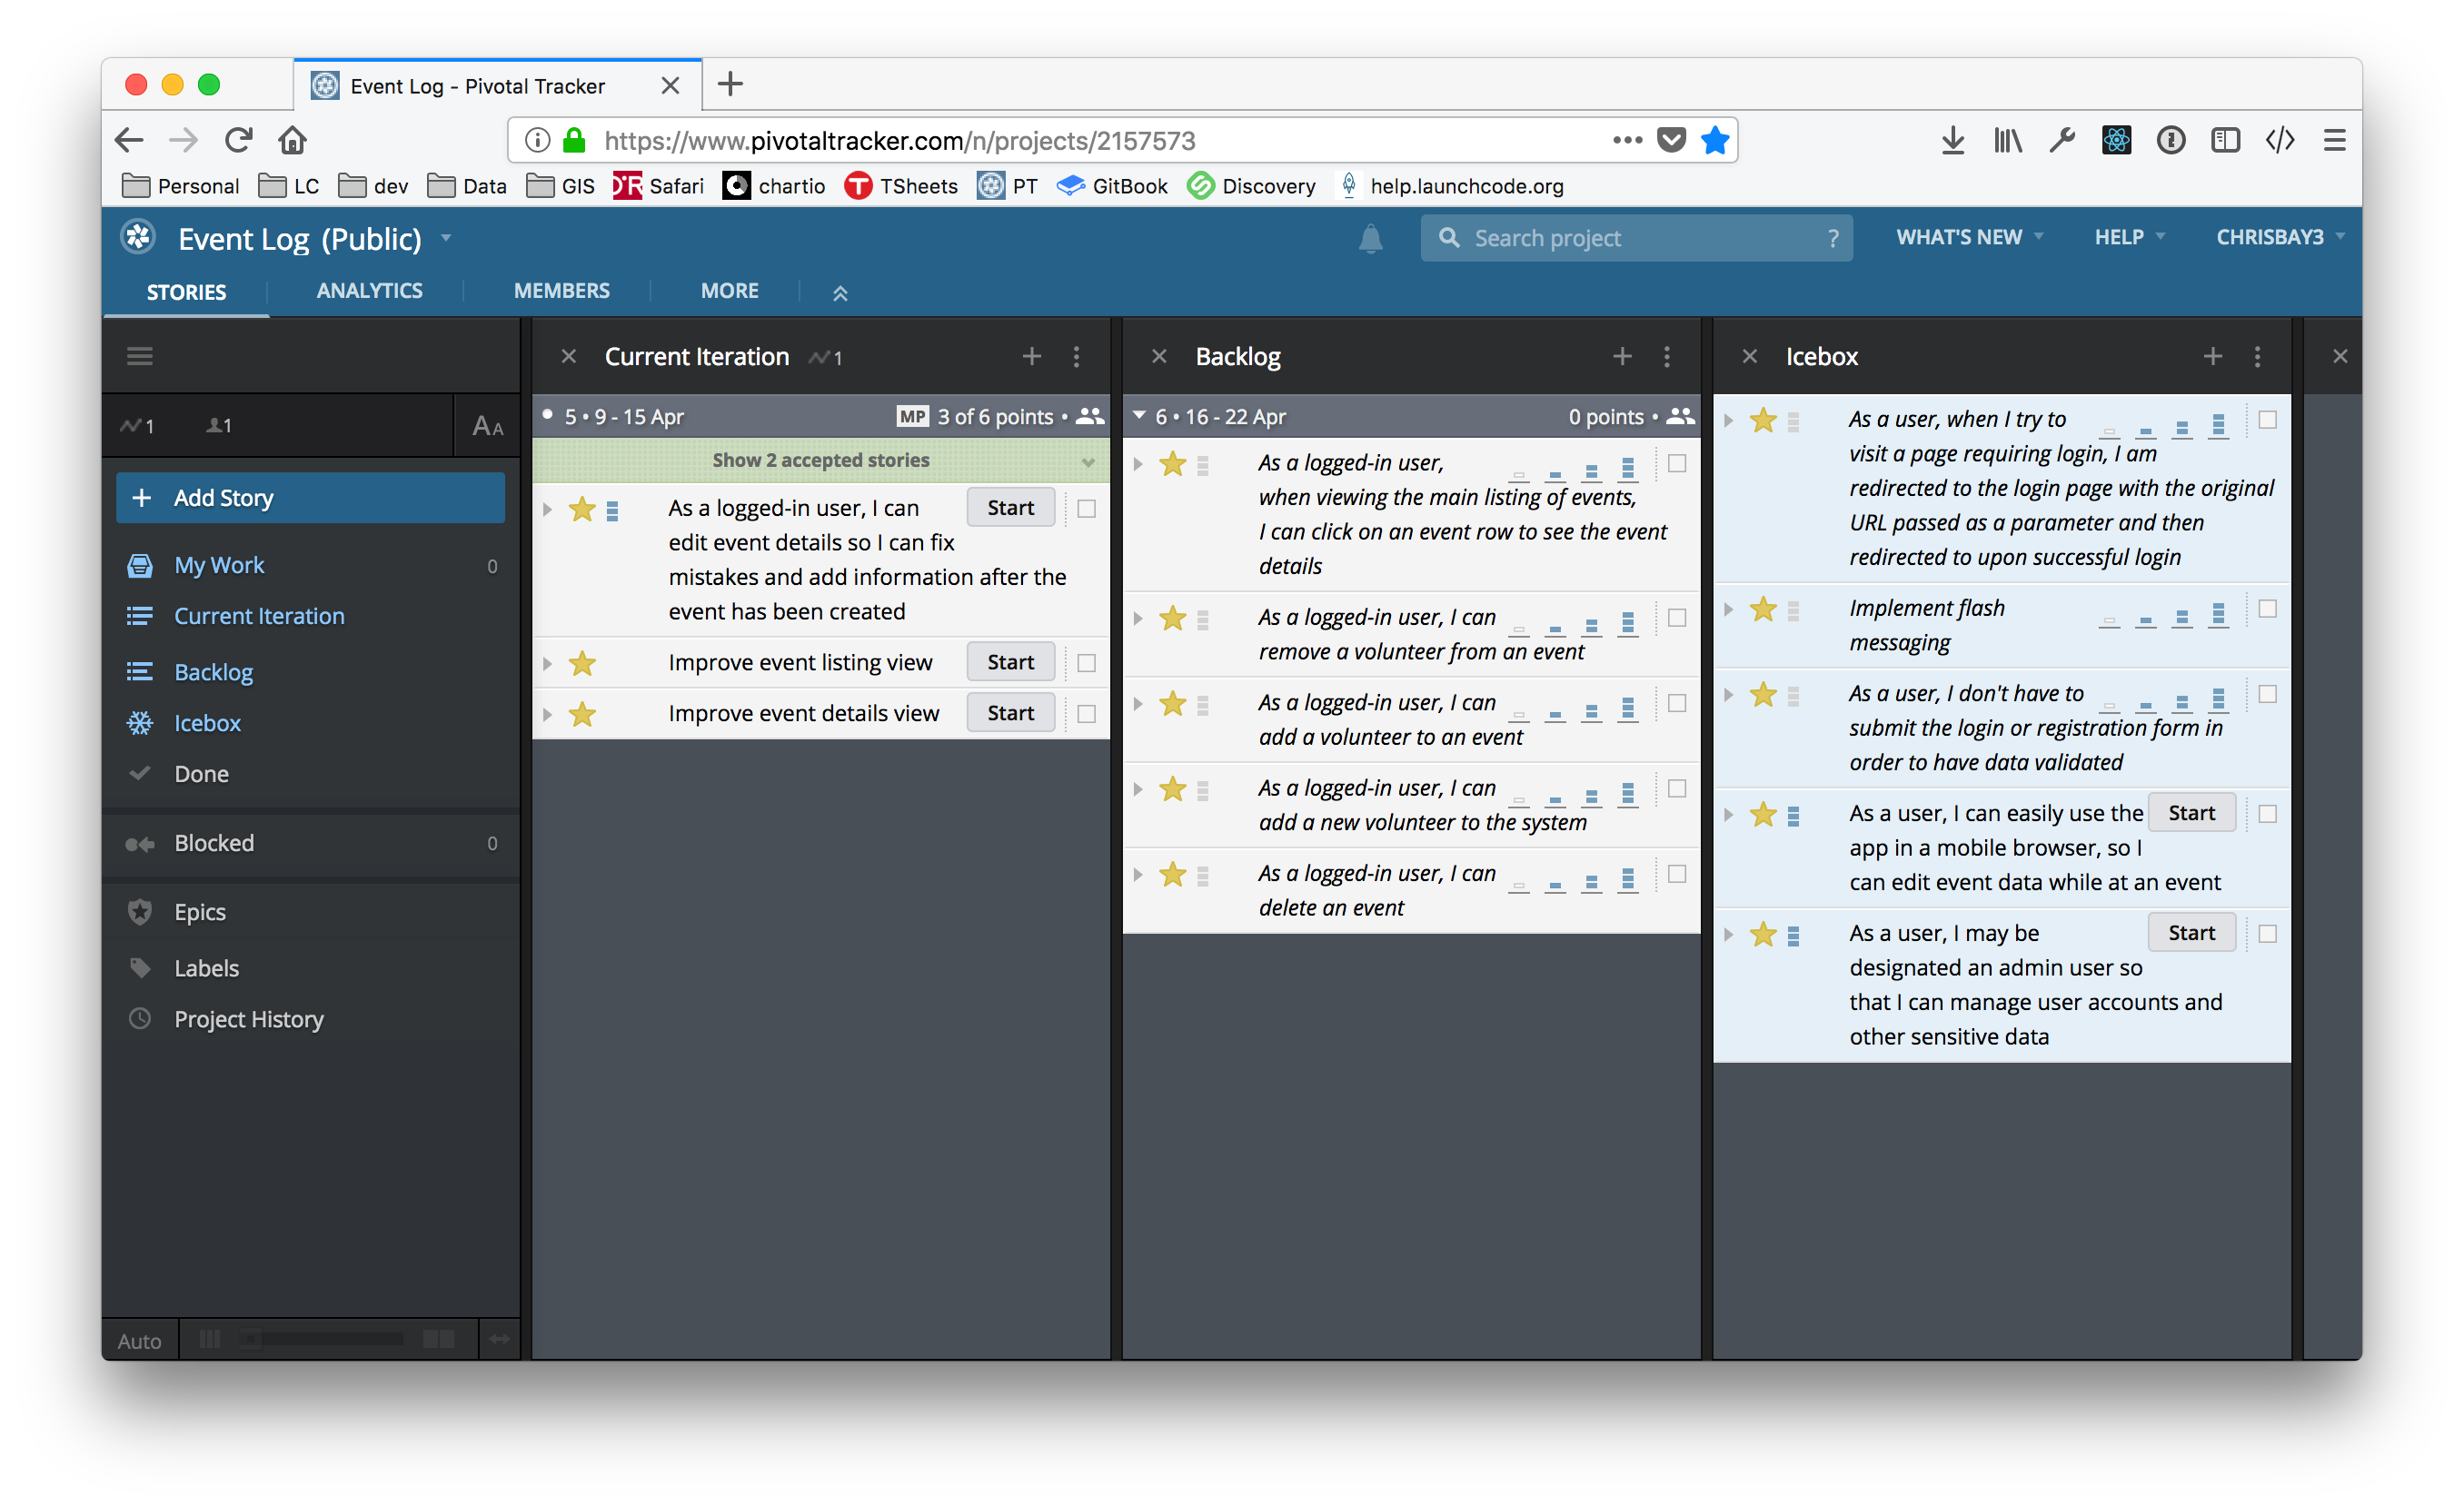 Event Log - Pivotal Tracker
https://www.pivotaltracker.com/n/projects/2157573
Personal LC dev Data GIS Safari chartio TSheets PT GitBook Discovery help.launchcode.org
Event Log (Public)
Search project ?
WHAT'S NEW HELP CHRISBAY3
STORIES ANALYTICS MEMBERS MORE
1 1 AA
Add Story
My Work 0
Current Iteration
Backlog
Icebox
Done
Blocked 0
Epics
Labels
Project History
Auto
Current Iteration 1
5 • 9 - 15 Apr MP 3 of 6 points •
Show 2 accepted stories
As a logged-in user, I can Start
edit event details so I can fix
mistakes and add information after the
event has been created
Improve event listing view Start
Improve event details view Start
Backlog
6 • 16 - 22 Apr 0 points •
As a logged-in user,
when viewing the main listing of events,
I can click on an event row to see the event
details
As a logged-in user, I can
remove a volunteer from an event
As a logged-in user, I can
add a volunteer to an event
As a logged-in user, I can
add a new volunteer to the system
As a logged-in user, I can
delete an event
Icebox
As a user, when I try to
visit a page requiring login, I am
redirected to the login page with the original
URL passed as a parameter and then
redirected to upon successful login
Implement flash
messaging
As a user, I don't have to
submit the login or registration form in
order to have data validated
As a user, I can easily use the Start
app in a mobile browser, so I
can edit event data while at an event
As a user, I may be Start
designated an admin user so
that I can manage user accounts and
other sensitive data